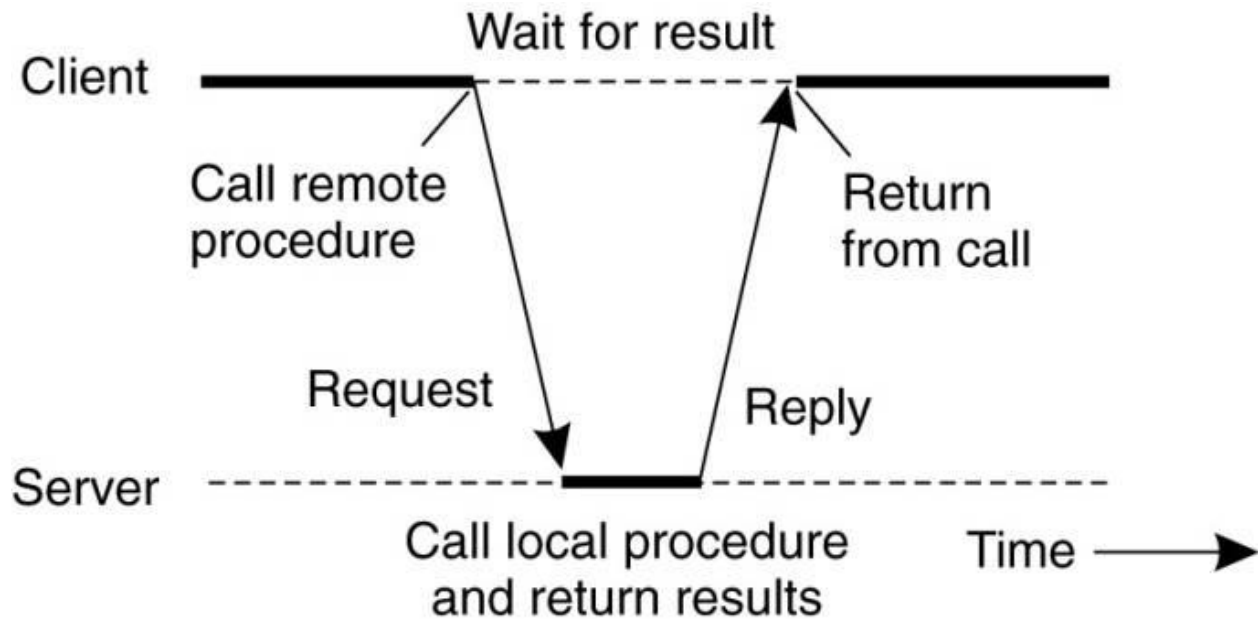 Wait for result
Client
Call remote
procedure
Return
from call
Request
Reply
Server
Call local procedure
and return results
Time